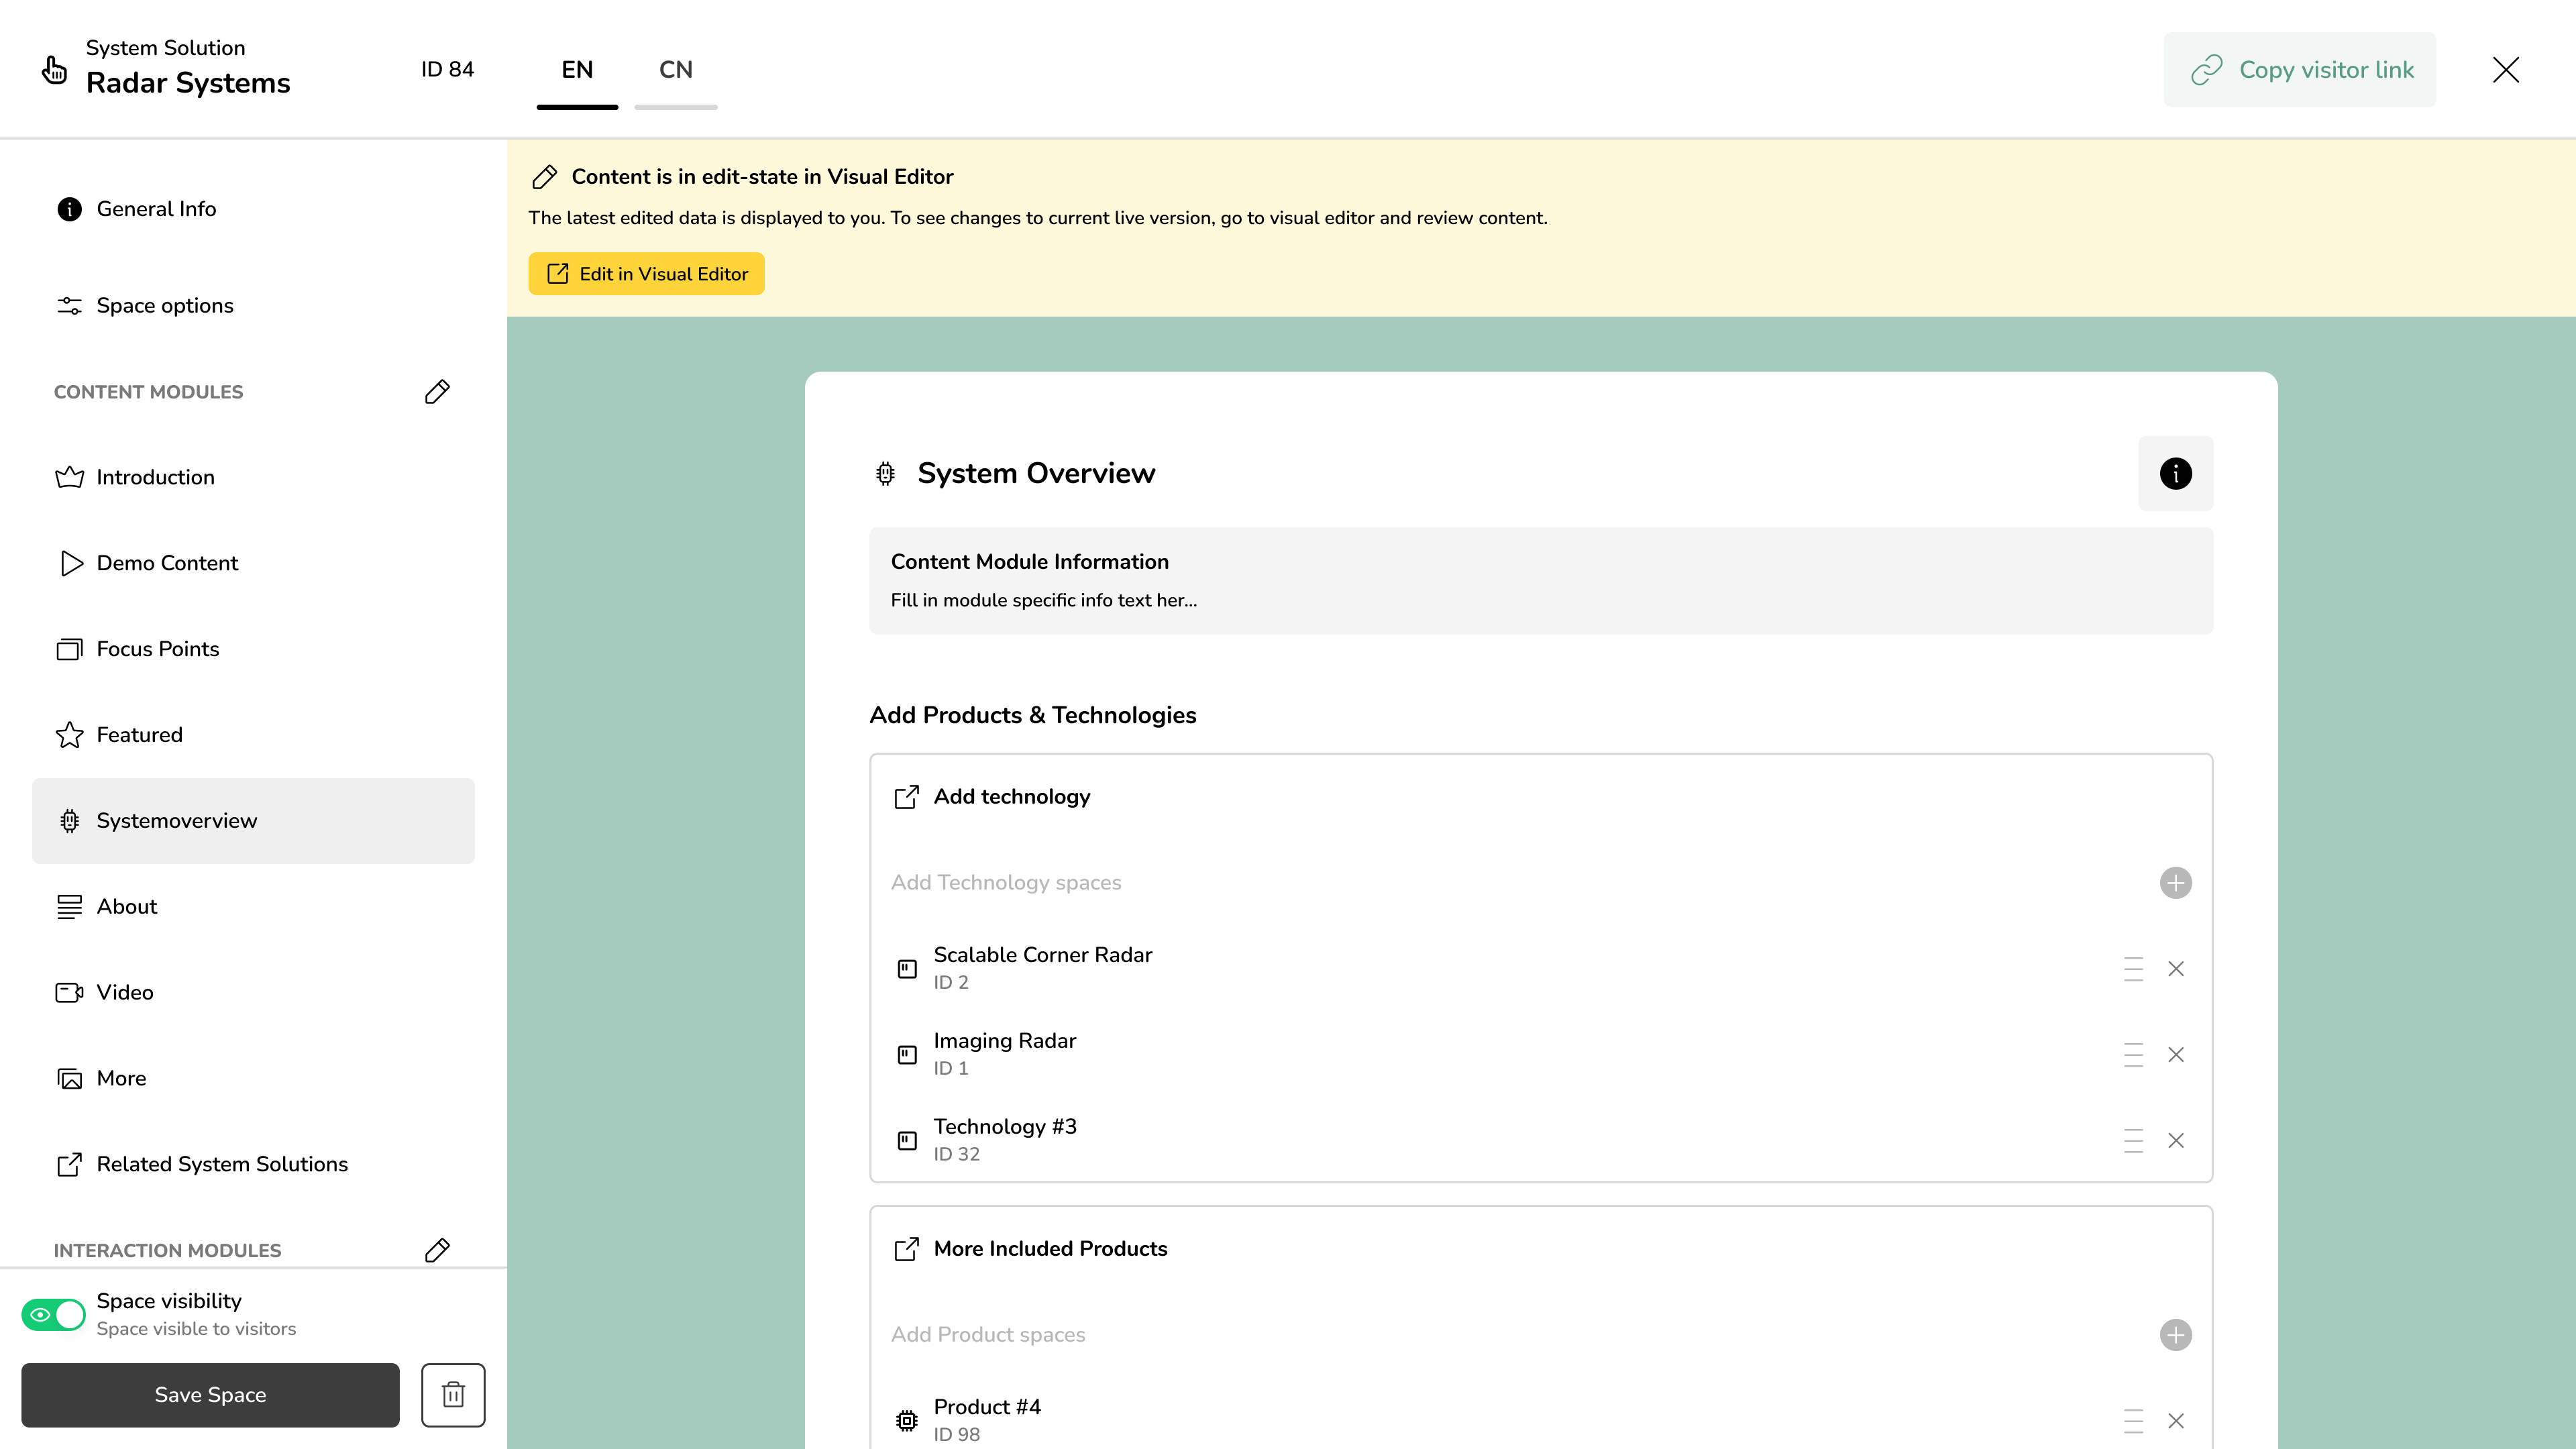 System Solution
Radar Systems
ID 84
EN
CN
Copy visitor link
General Info
Space options
CONTENT MODULES
Introduction
Demo Content
Focus Points
Featured
Systemoverview
About
Video
More
Related System Solutions
INTERACTION MODULES
Space visibility
Space visible to visitors
Save Space
Content is in edit-state in Visual Editor
The latest edited data is displayed to you. To see changes to current live version, go to visual editor and review content.
Edit in Visual Editor
System Overview
Content Module Information
Fill in module specific info text her...
Add Products & Technologies
Add technology
Add Technology spaces
Scalable Corner Radar
ID 2
Imaging Radar
ID 1
Technology #3
ID 32
More Included Products
Add Product spaces
Product #4
ID 98